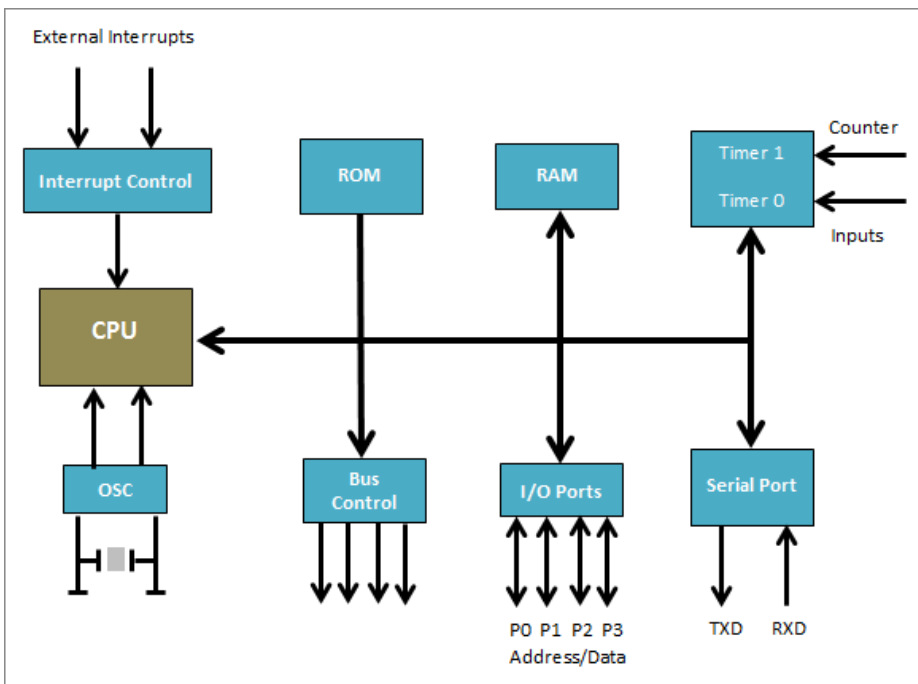 External Interrupts
Interrupt Control
ROM
RAM
Timer 1
Timer 0
Counter
Inputs
CPU
OSC
Bus
Control
I/O Ports
Serial Port
P0 P1 P2 P3
Address/Data
TXD RXD